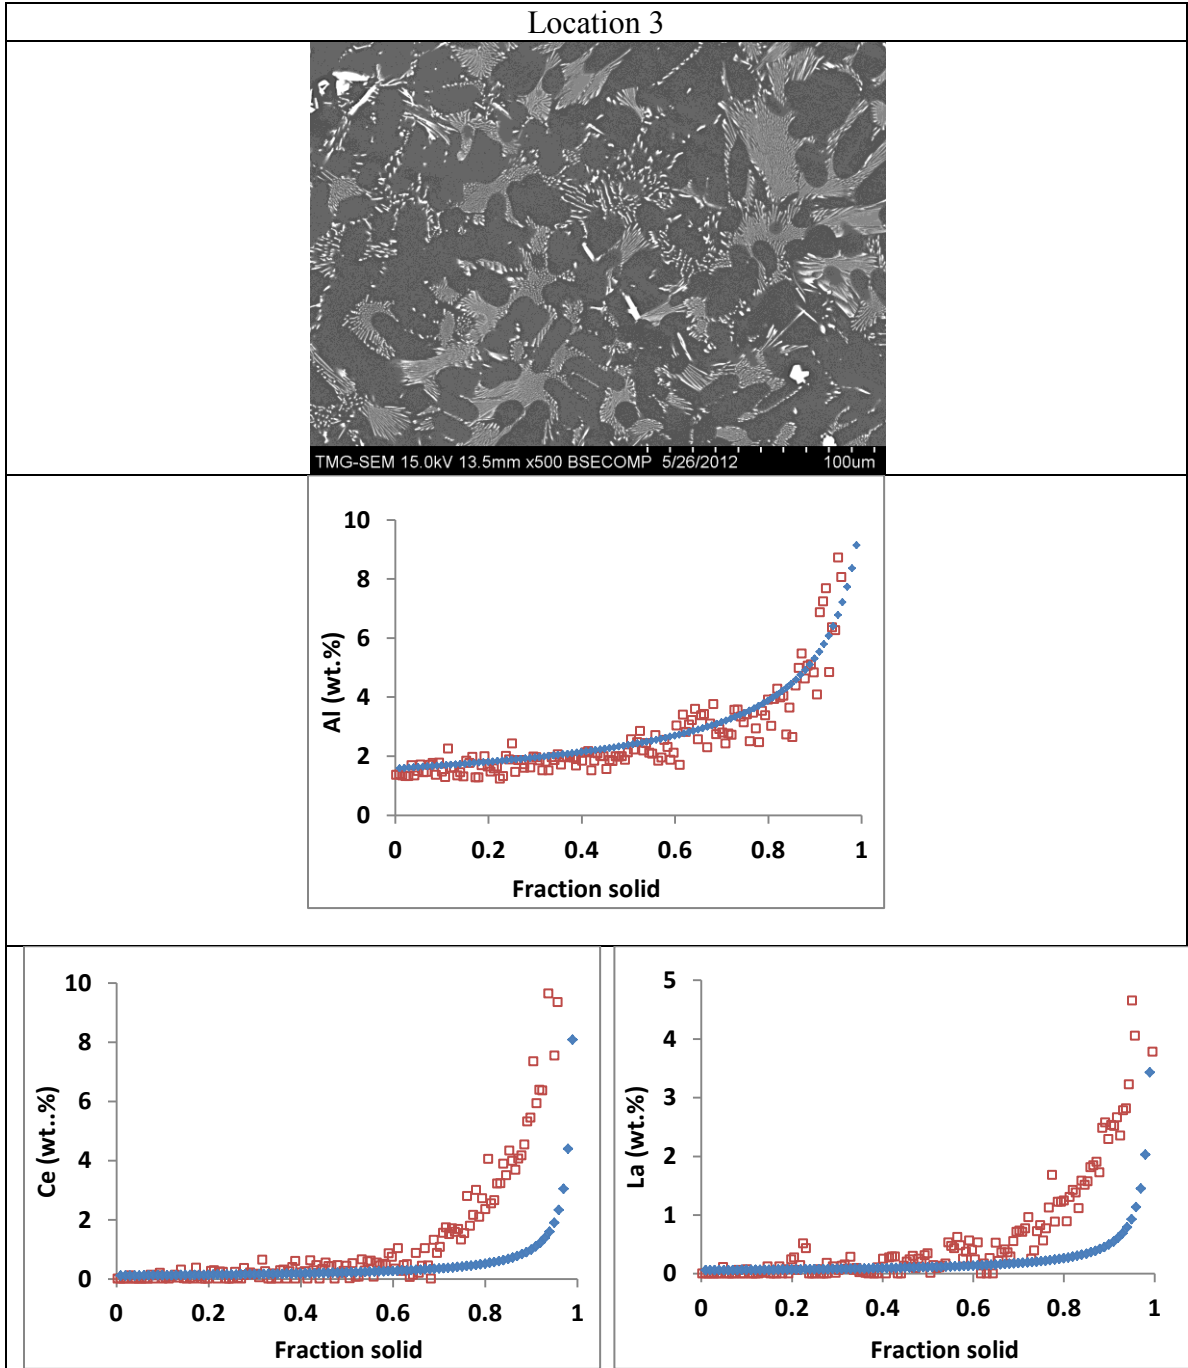 Location 3
TMG-SEM 15.0kV 13.5mm x500 BSECOMP 5/26/2012 100um
10
8
6
4
2
0
Al (wt.%)
0 0.2 0.4 0.6 0.8 1
Fraction solid
10
8
6
4
2
0
Ce (wt..%)
0 0.2 0.4 0.6 0.8 1
Fraction solid
5
4
3
2
1
0
La (wt.%)
0 0.2 0.4 0.6 0.8 1
Fraction solid